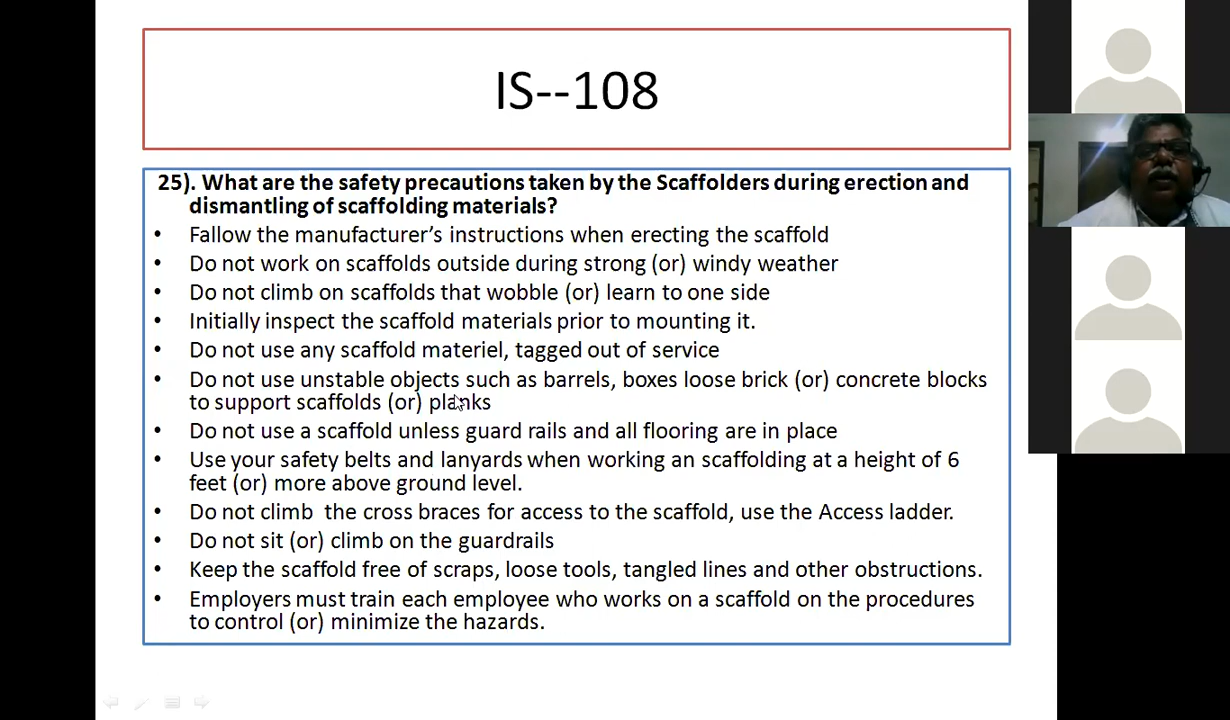 IS--108
25). What are the safety precautions taken by the Scaffolders during erection and
dismantling of scaffolding materials?
• Fallow the manufacturer's instructions when erecting the scaffold
• Do not work on scaffolds outside during strong (or) windy weather
• Do not climb on scaffolds that wobble (or) learn to one side
• Initially inspect the scaffold materials prior to mounting it.
• Do not use any scaffold materiel, tagged out of service
• Do not use unstable objects such as barrels, boxes loose brick (or) concrete blocks
to support scaffolds (or) planks
• Do not use a scaffold unless guard rails and all flooring are in place
• Use your safety belts and lanyards when working an scaffolding at a height of 6
feet (or) more above ground level.
• Do not climb  the cross braces for access to the scaffold, use the Access ladder.
• Do not sit (or) climb on the guardrails
• Keep the scaffold free of scraps, loose tools, tangled lines and other obstructions.
• Employers must train each employee who works on a scaffold on the procedures
to control (or) minimize the hazards.